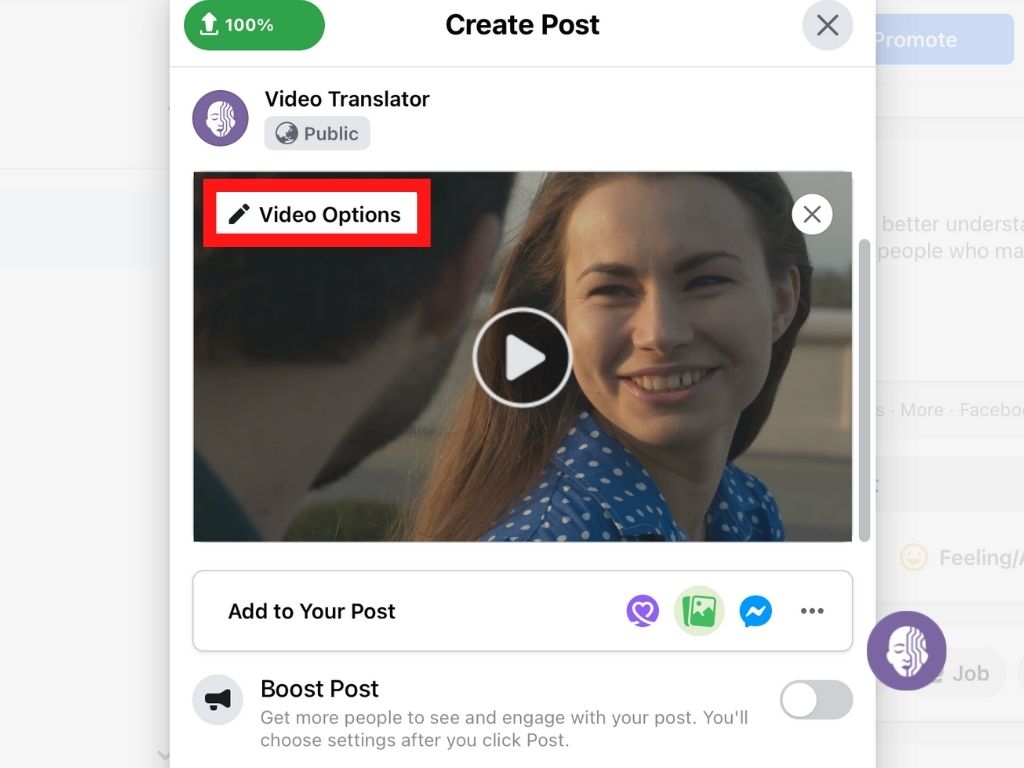 100%
Create Post
Promote
Video Translator
Public
Video Options
better understa
people who ma
s · More · Facebo
Add to Your Post
Feeling/A
Boost Post
Get more people to see and engage with your post. You'll
choose settings after you click Post.
Job